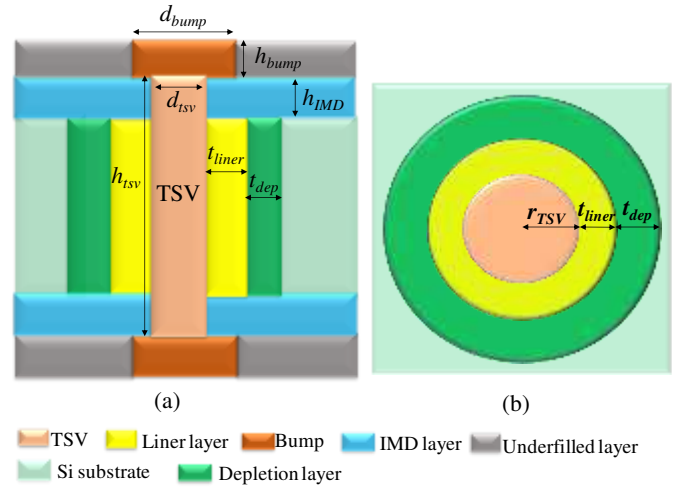 d_bump
h_bump
d_tsv
h_IMD
h_tsv
t_liner
t_dep
TSV
r_TSV t_liner t_dep
(a)
(b)
TSV Liner layer Bump IMD layer Underfilled layer
Si substrate Depletion layer